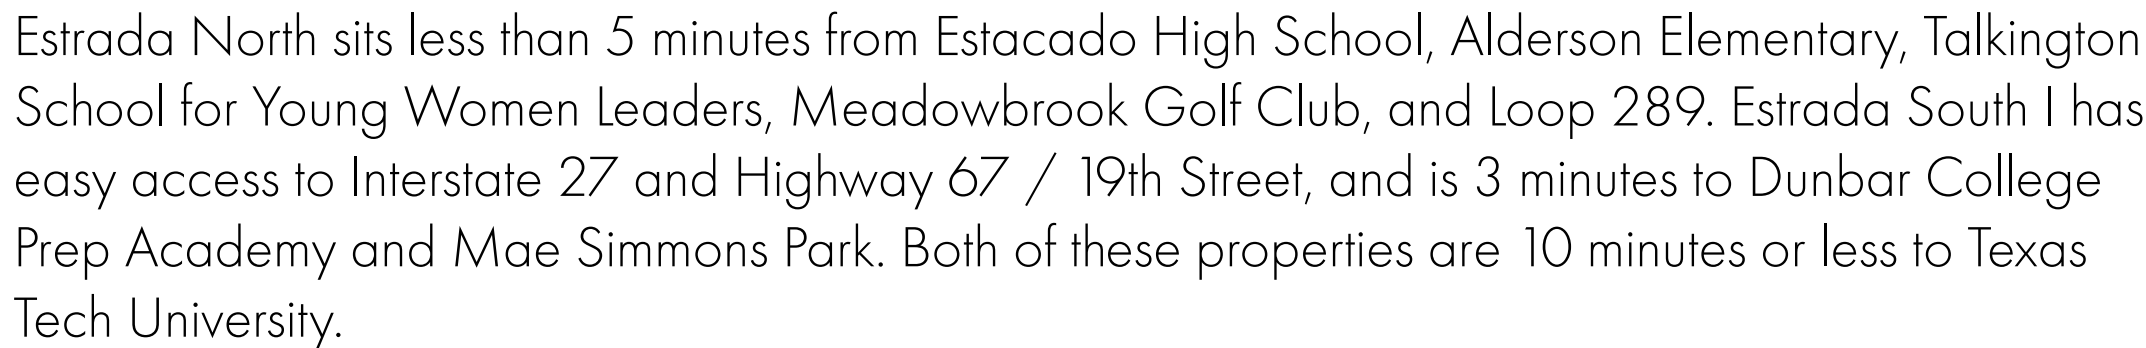 Estrada North sits less than 5 minutes from Estacado High School, Alderson Elementary, Talkington
School for Young Women Leaders, Meadowbrook Golf Club, and Loop 289. Estrada South I has
easy access to Interstate 27 and Highway 67 / 19th Street, and is 3 minutes to Dunbar College
Prep Academy and Mae Simmons Park. Both of these properties are 10 minutes or less to Texas
Tech University.